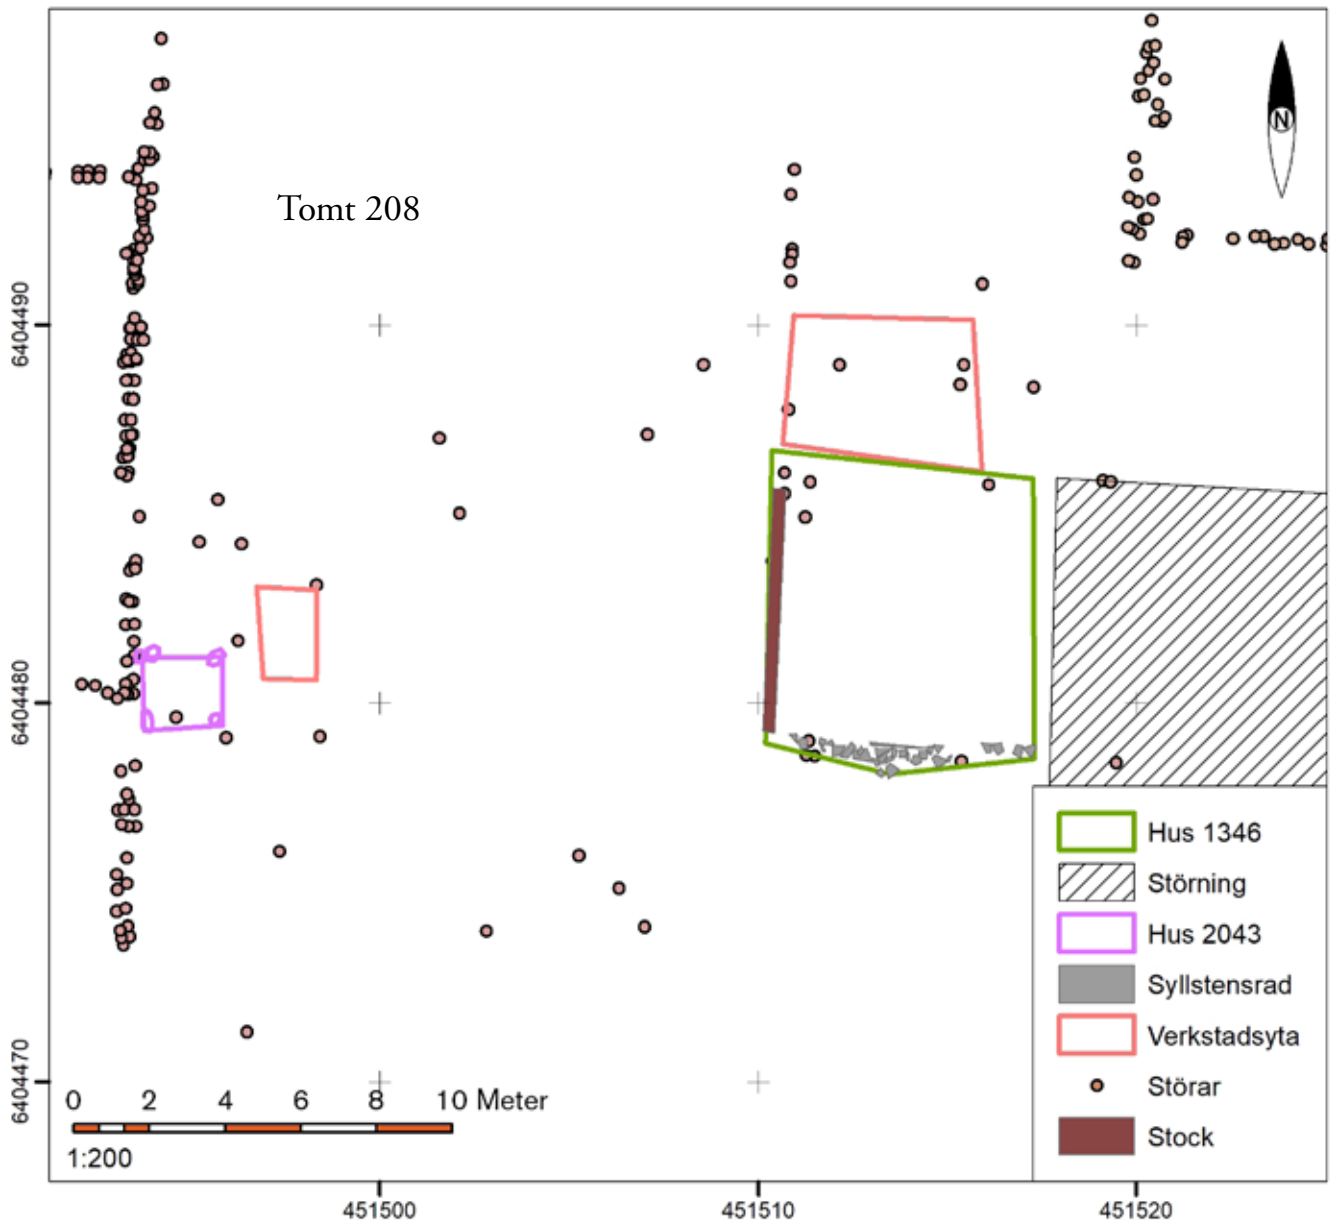 N
Tomt 208
6404490
6404480
6404470
0 2 4 6 8 10 Meter
1:200
451500 451510 451520
Hus 1346
Störning
Hus 2043
Syllstensrad
Verkstadsyta
Störar
Stock